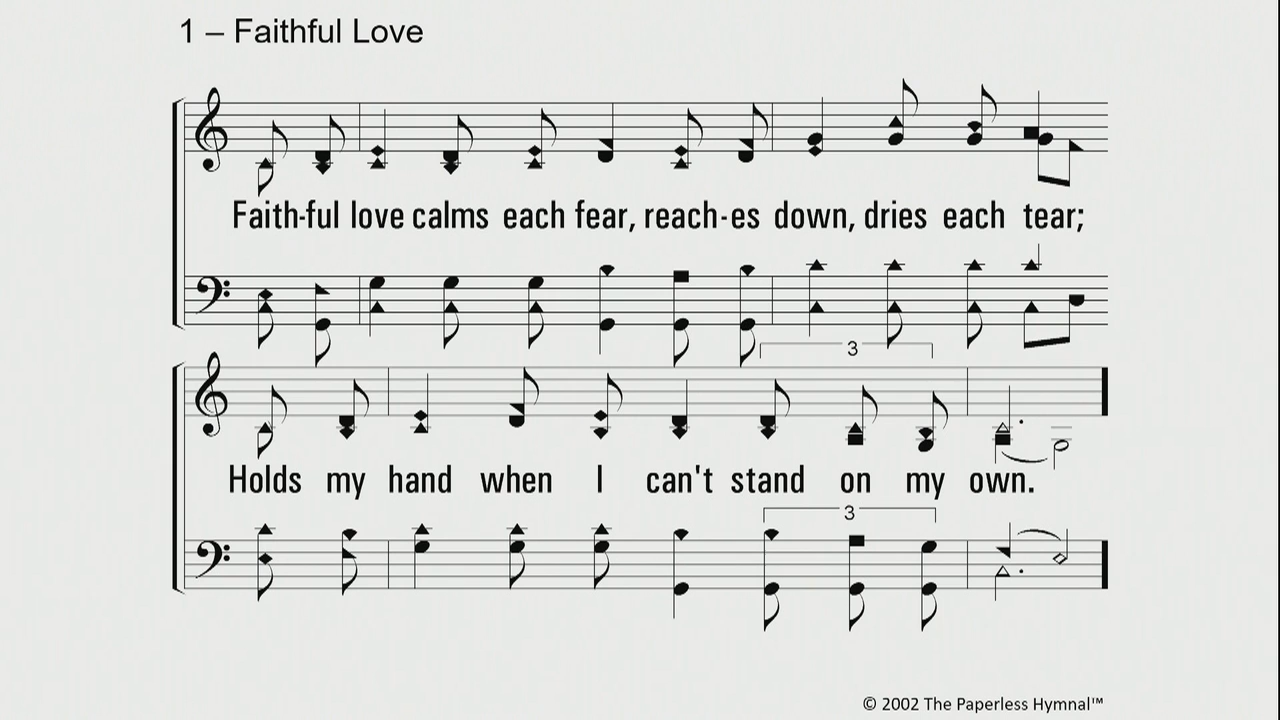 1 – Faithful Love
Faith-ful love calms each fear, reach-es down, dries each tear;
3
Holds my hand when I can't stand on my own.
3
© 2002 The Paperless Hymnal™